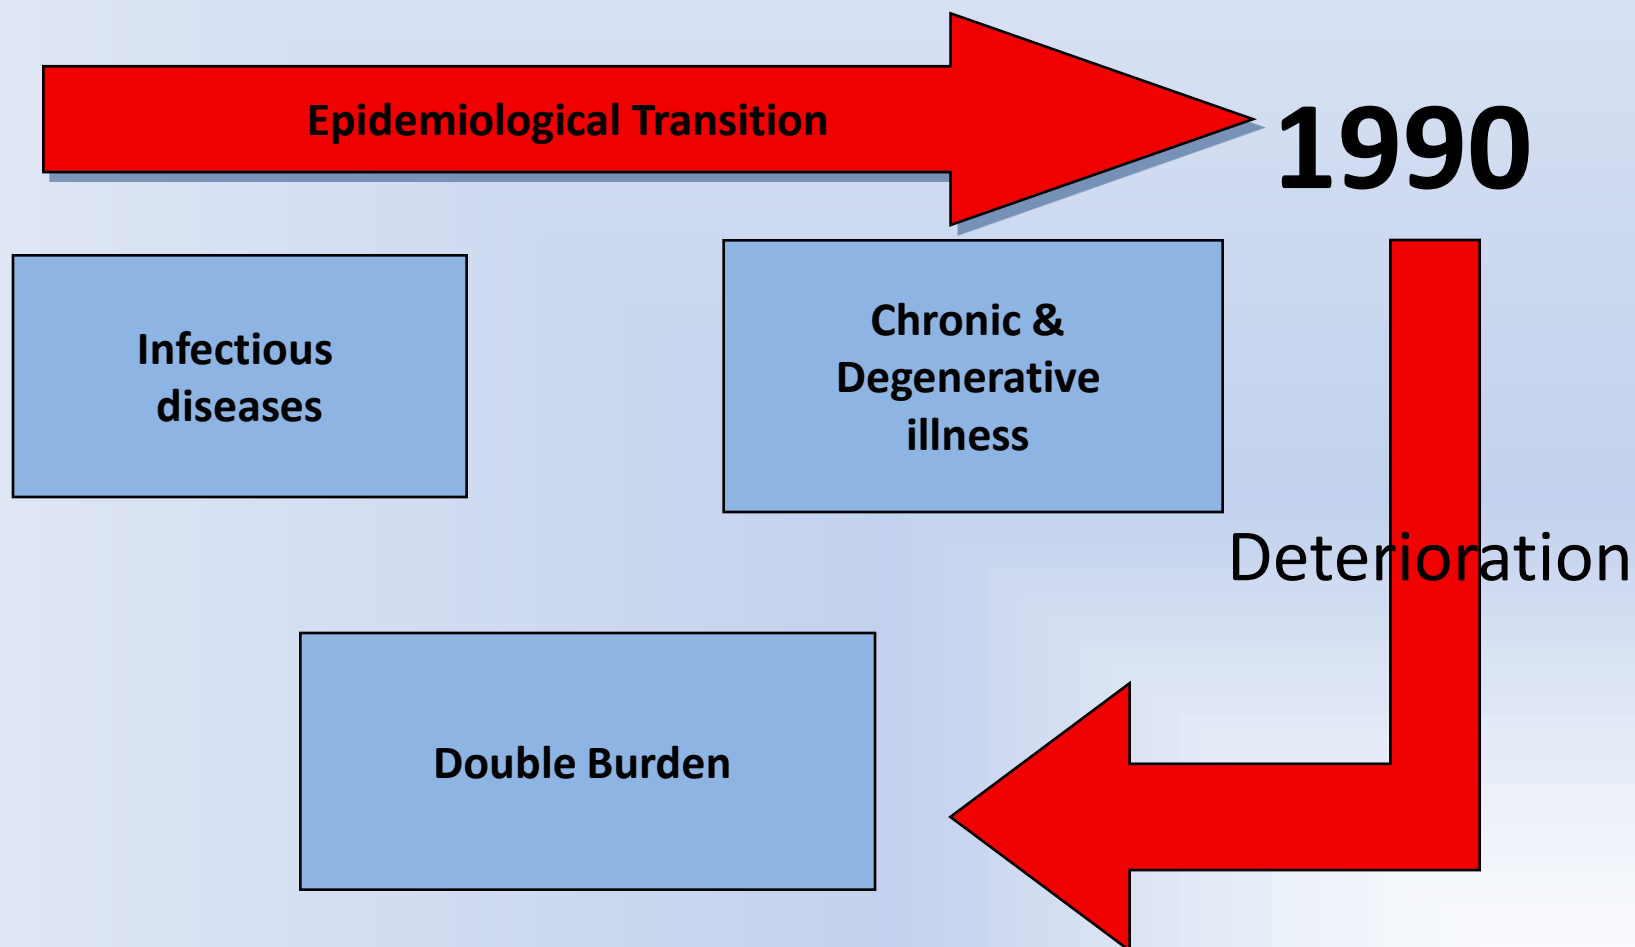 Epidemiological Transition
1990
Infectious
diseases
Chronic &
Degenerative
illness
Deterioration
Double Burden